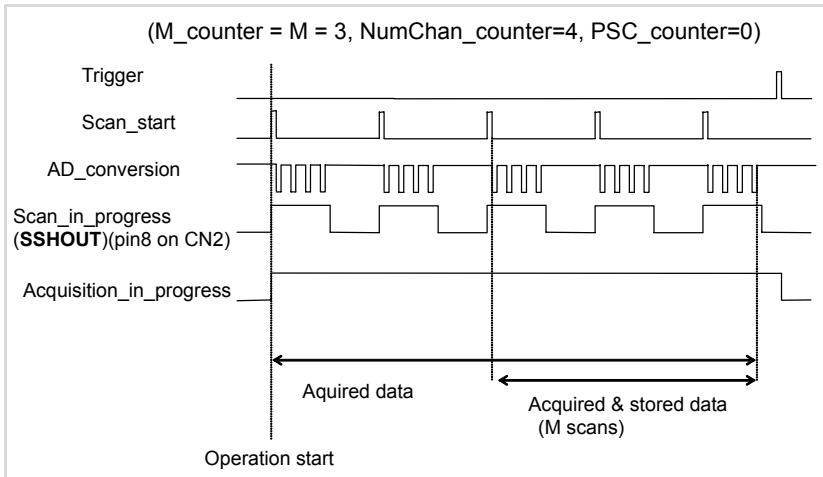 (M_counter = M = 3, NumChan_counter=4, PSC_counter=0)
Trigger
Scan_start
AD_conversion
Scan_in_progress
(SSHOUT)(pin8 on CN2)
Acquisition_in_progress
Aquired data
Acquired & stored data
(M scans)
Operation start